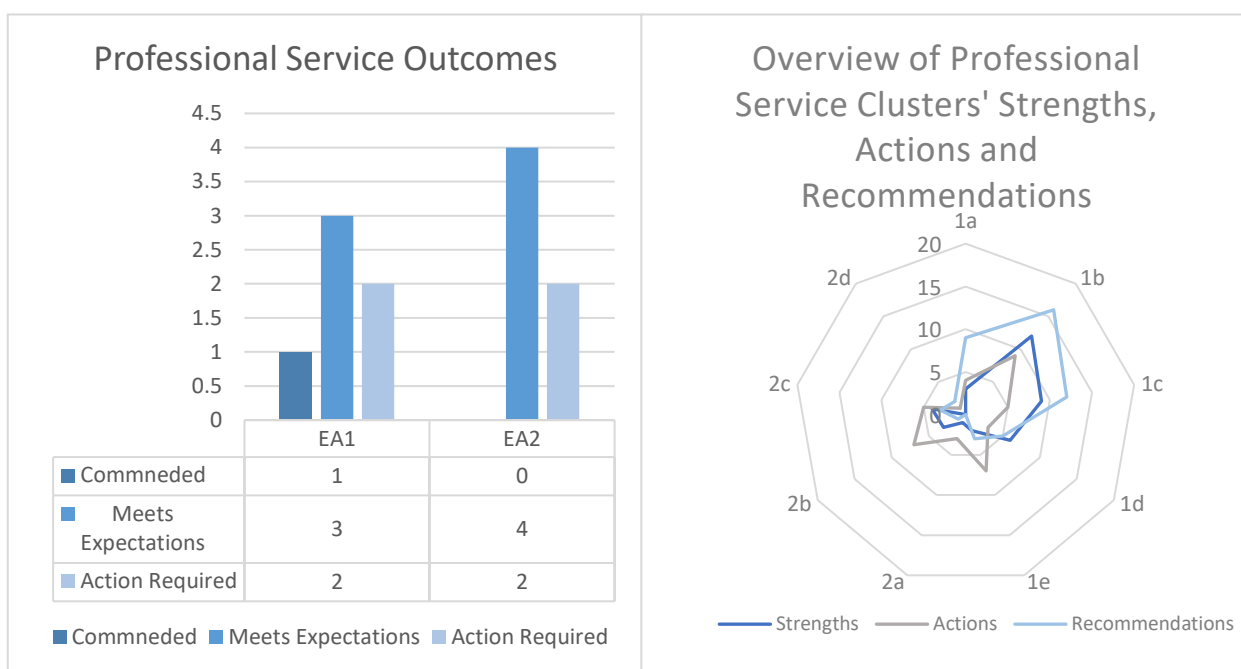 Professional Service Outcomes
4.5
4
3.5
3
2.5
2
1.5
1
0.5
0
EA1 EA2
Commneded 1 0
Meets
Expectations 3 4
Action Required 2 2
Commneded Meets Expectations Action Required
Overview of Professional
Service Clusters' Strengths,
Actions and
Recommendations
1a
20
15
10
5
0
1b
1c
1d
1e
2a
2b
2c
2d
Strengths Actions Recommendations